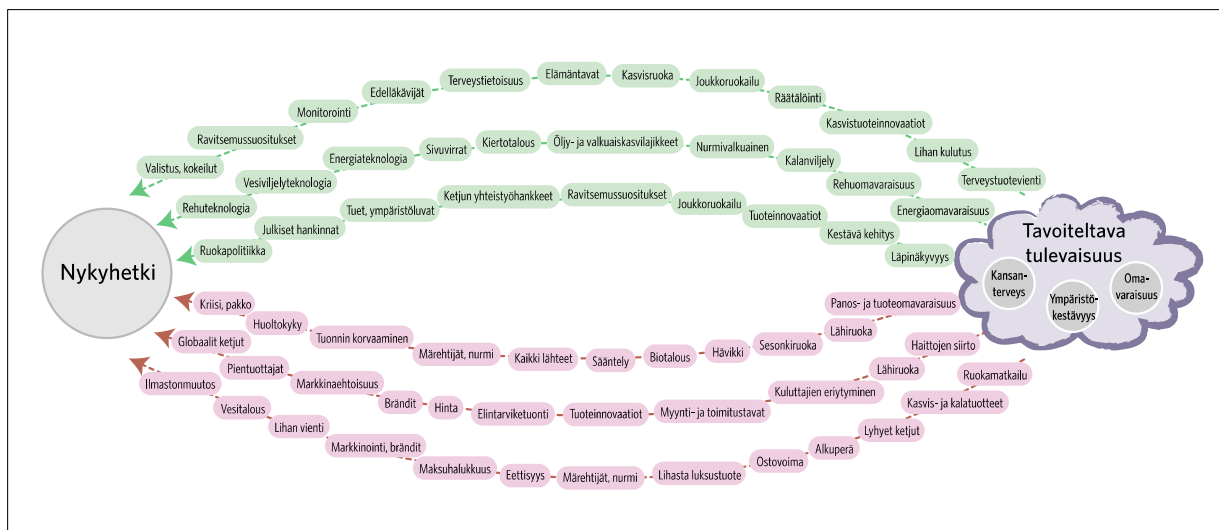 Valistus, kokeilut
Ravitsemussuositukset
Monitorointi
Edelläkävijät
Terveystietoisuus
Elämäntavat
Kasvisruoka
Joukkoruokailu
Räätälöinti
Kasvistuoteinnovaatiot
Lihan kulutus
Terveystuotevienti
Rehuteknologia
Vesiviljelyteknologia
Energiateknologia
Sivuvirrat
Kiertotalous
Öljy- ja valkuaiskasvilajikkeet
Nurmivalkuainen
Kalanviljely
Rehuomavaraisuus
Energiaomavaraisuus
Ruokapolitiikka
Julkiset hankinnat
Tuet, ympäristöluvat
Ketjun yhteistyöhankkeet
Ravitsemussuositukset
Joukkoruokailu
Tuoteinnovaatiot
Kestävä kehitys
Läpinäkyvyys
Nykyhetki
Tavoiteltava
tulevaisuus
Kansan-
terveys
Ympäristö-
kestävyys
Oma-
varaisuus
Kriisi, pakko
Huoltokyky
Tuonnin korvaaminen
Märehtijät, nurmi
Kaikki lähteet
Sääntely
Biotalous
Hävikki
Sesonkiruoka
Lähiruoka
Panos- ja tuoteomavaraisuus
Globaalit ketjut
Pientuottajat
Markkinaehtoisuus
Brändit
Hinta
Elintarviketuonti
Tuoteinnovaatiot
Myynti- ja toimitustavat
Kuluttajien eriytyminen
Lähiruoka
Haittojen siirto
Ilmastonmuutos
Vesitalous
Lihan vienti
Markkinointi, brändit
Maksuhalukkuus
Eettisyys
Märehtijät, nurmi
Lihasta luksustuote
Ostovoima
Alkuperä
Lyhyet ketjut
Kasvis- ja kalatuotteet
Ruokamatkailu